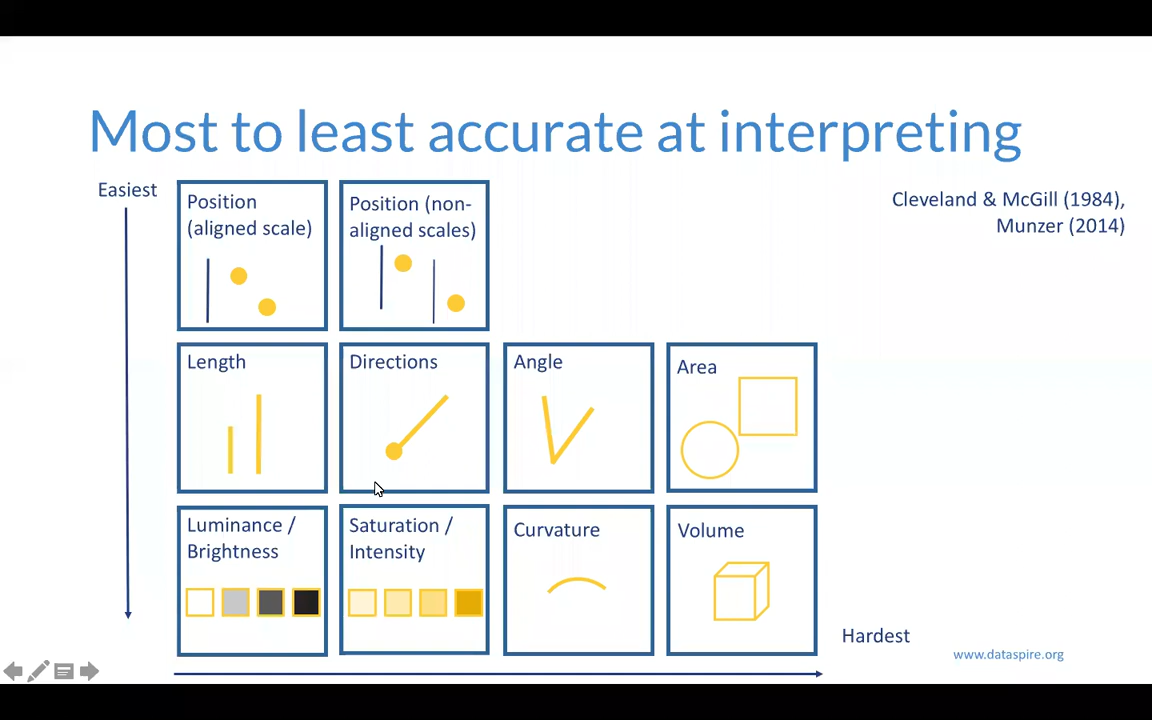 Most to least accurate at interpreting
Easiest
Cleveland & McGill (1984),
Munzer (2014)
Position
(aligned scale)
Position (non-
aligned scales)
Length
Directions
Angle
Area
Luminance /
Brightness
Saturation /
Intensity
Curvature
Volume
Hardest
www.dataspire.org